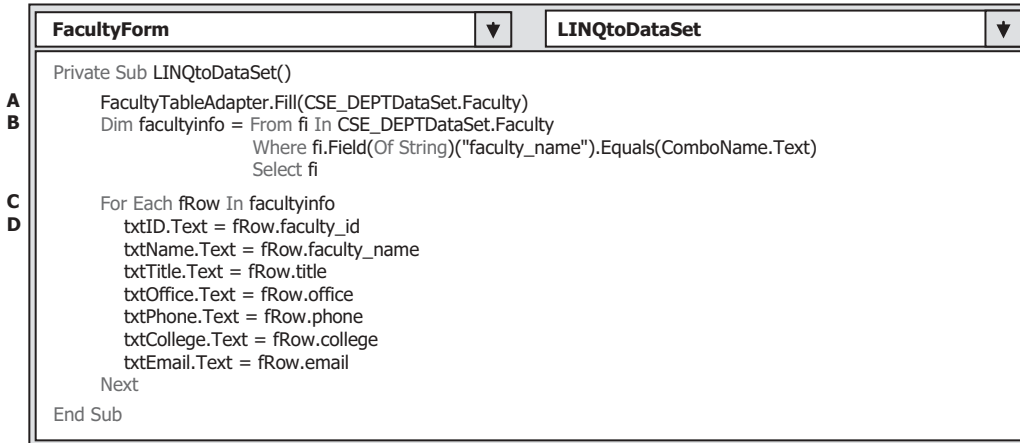 FacultyForm LINQtoDataSet
Private Sub LINQtoDataSet()
A FacultyTableAdapter.Fill(CSE_DEPTDataSet.Faculty)
B Dim facultyinfo = From fi In CSE_DEPTDataSet.Faculty
Where fi.Field(Of String)("faculty_name").Equals(ComboName.Text)
Select fi
C For Each fRow In facultyinfo
D txtID.Text = fRow.faculty_id
txtName.Text = fRow.faculty_name
txtTitle.Text = fRow.title
txtOffice.Text = fRow.office
txtPhone.Text = fRow.phone
txtCollege.Text = fRow.college
txtEmail.Text = fRow.email
Next
End Sub